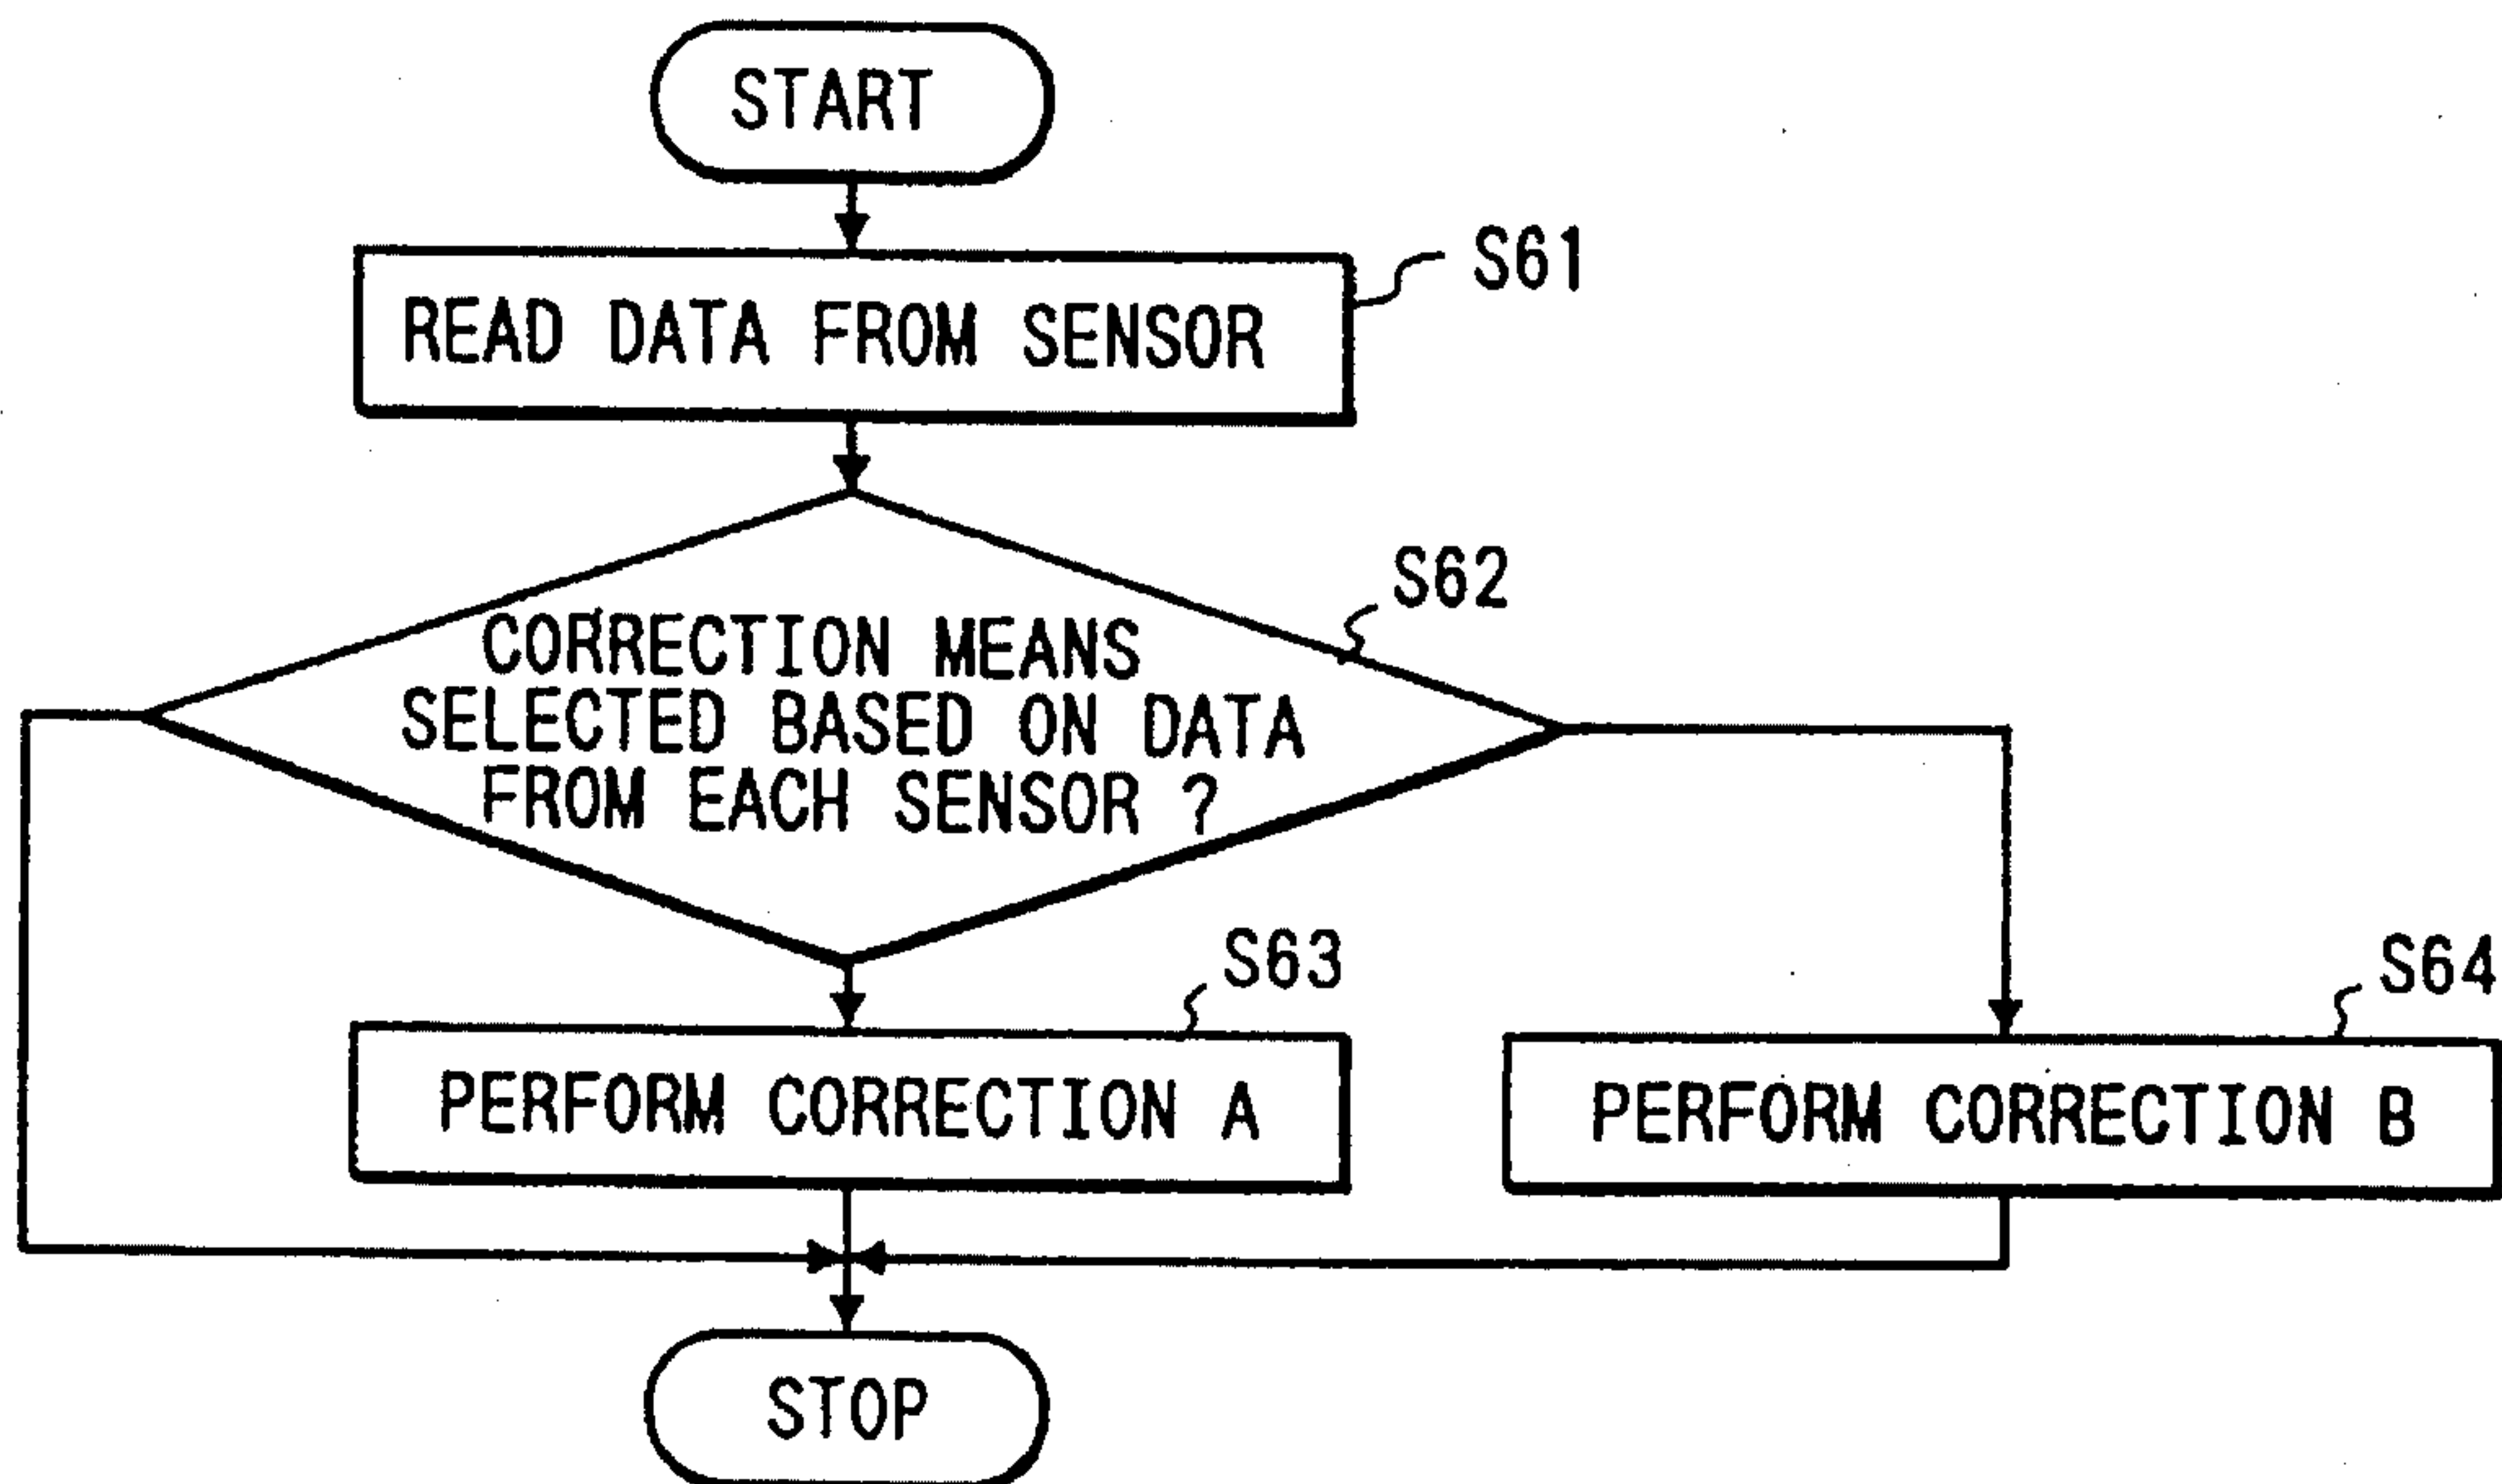 START
S61
READ DATA FROM SENSOR
S62
CORRECTION MEANS
SELECTED BASED ON DATA
FROM EACH SENSOR ?
S63
S64
PERFORM CORRECTION A
PERFORM CORRECTION B
STOP